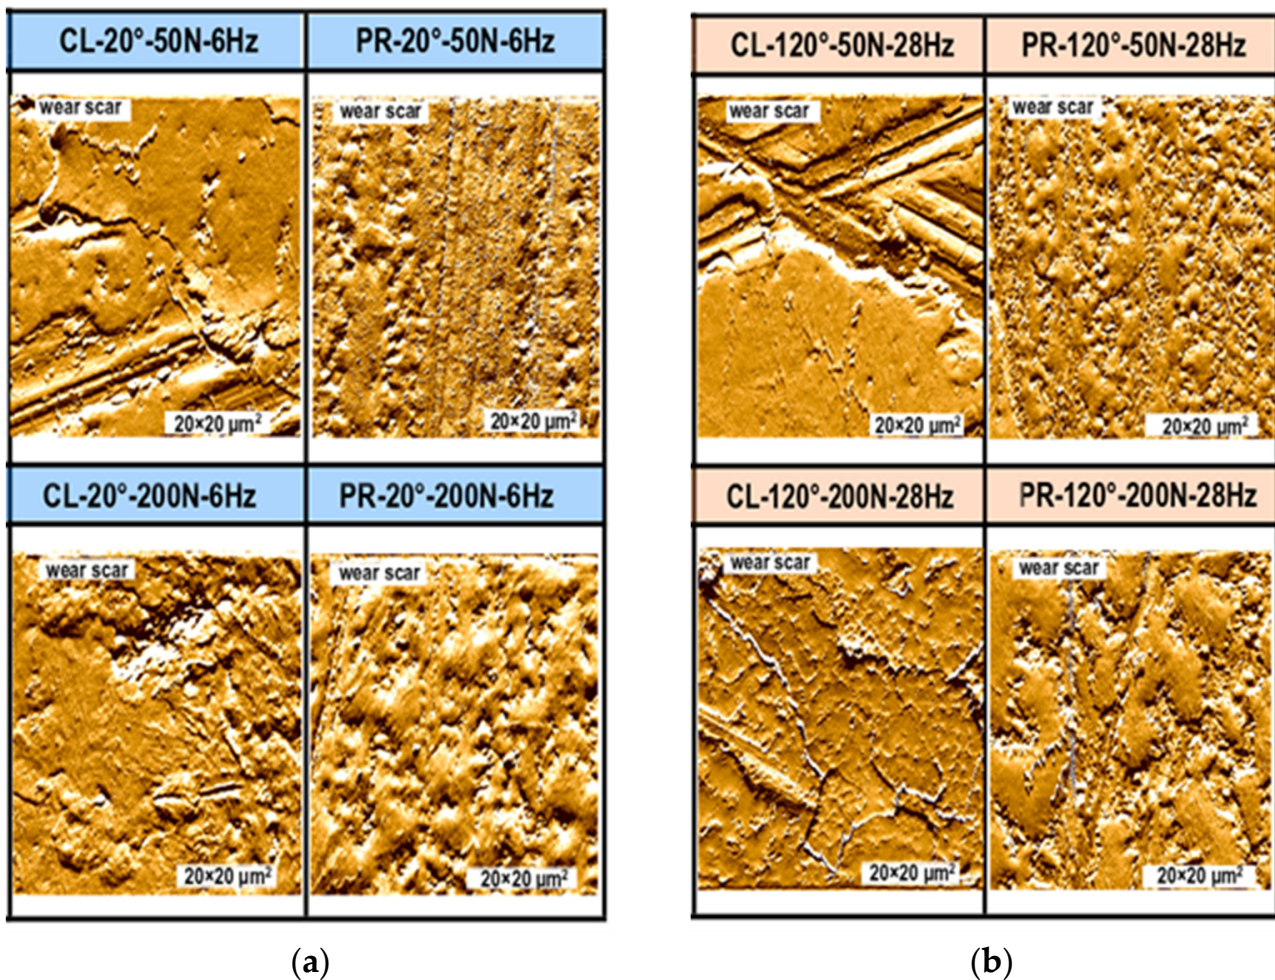 CL-20°-50N-6Hz PR-20°-50N-6Hz
wear scar wear scar
20×20 µm² 20×20 µm²
CL-20°-200N-6Hz PR-20°-200N-6Hz
wear scar wear scar
20×20 µm² 20×20 µm²
(a)
CL-120°-50N-28Hz PR-120°-50N-28Hz
wear scar wear scar
20×20 µm² 20×20 µm²
CL-120°-200N-28Hz PR-120°-200N-28Hz
wear scar wear scar
20×20 µm² 20×20 µm²
(b)